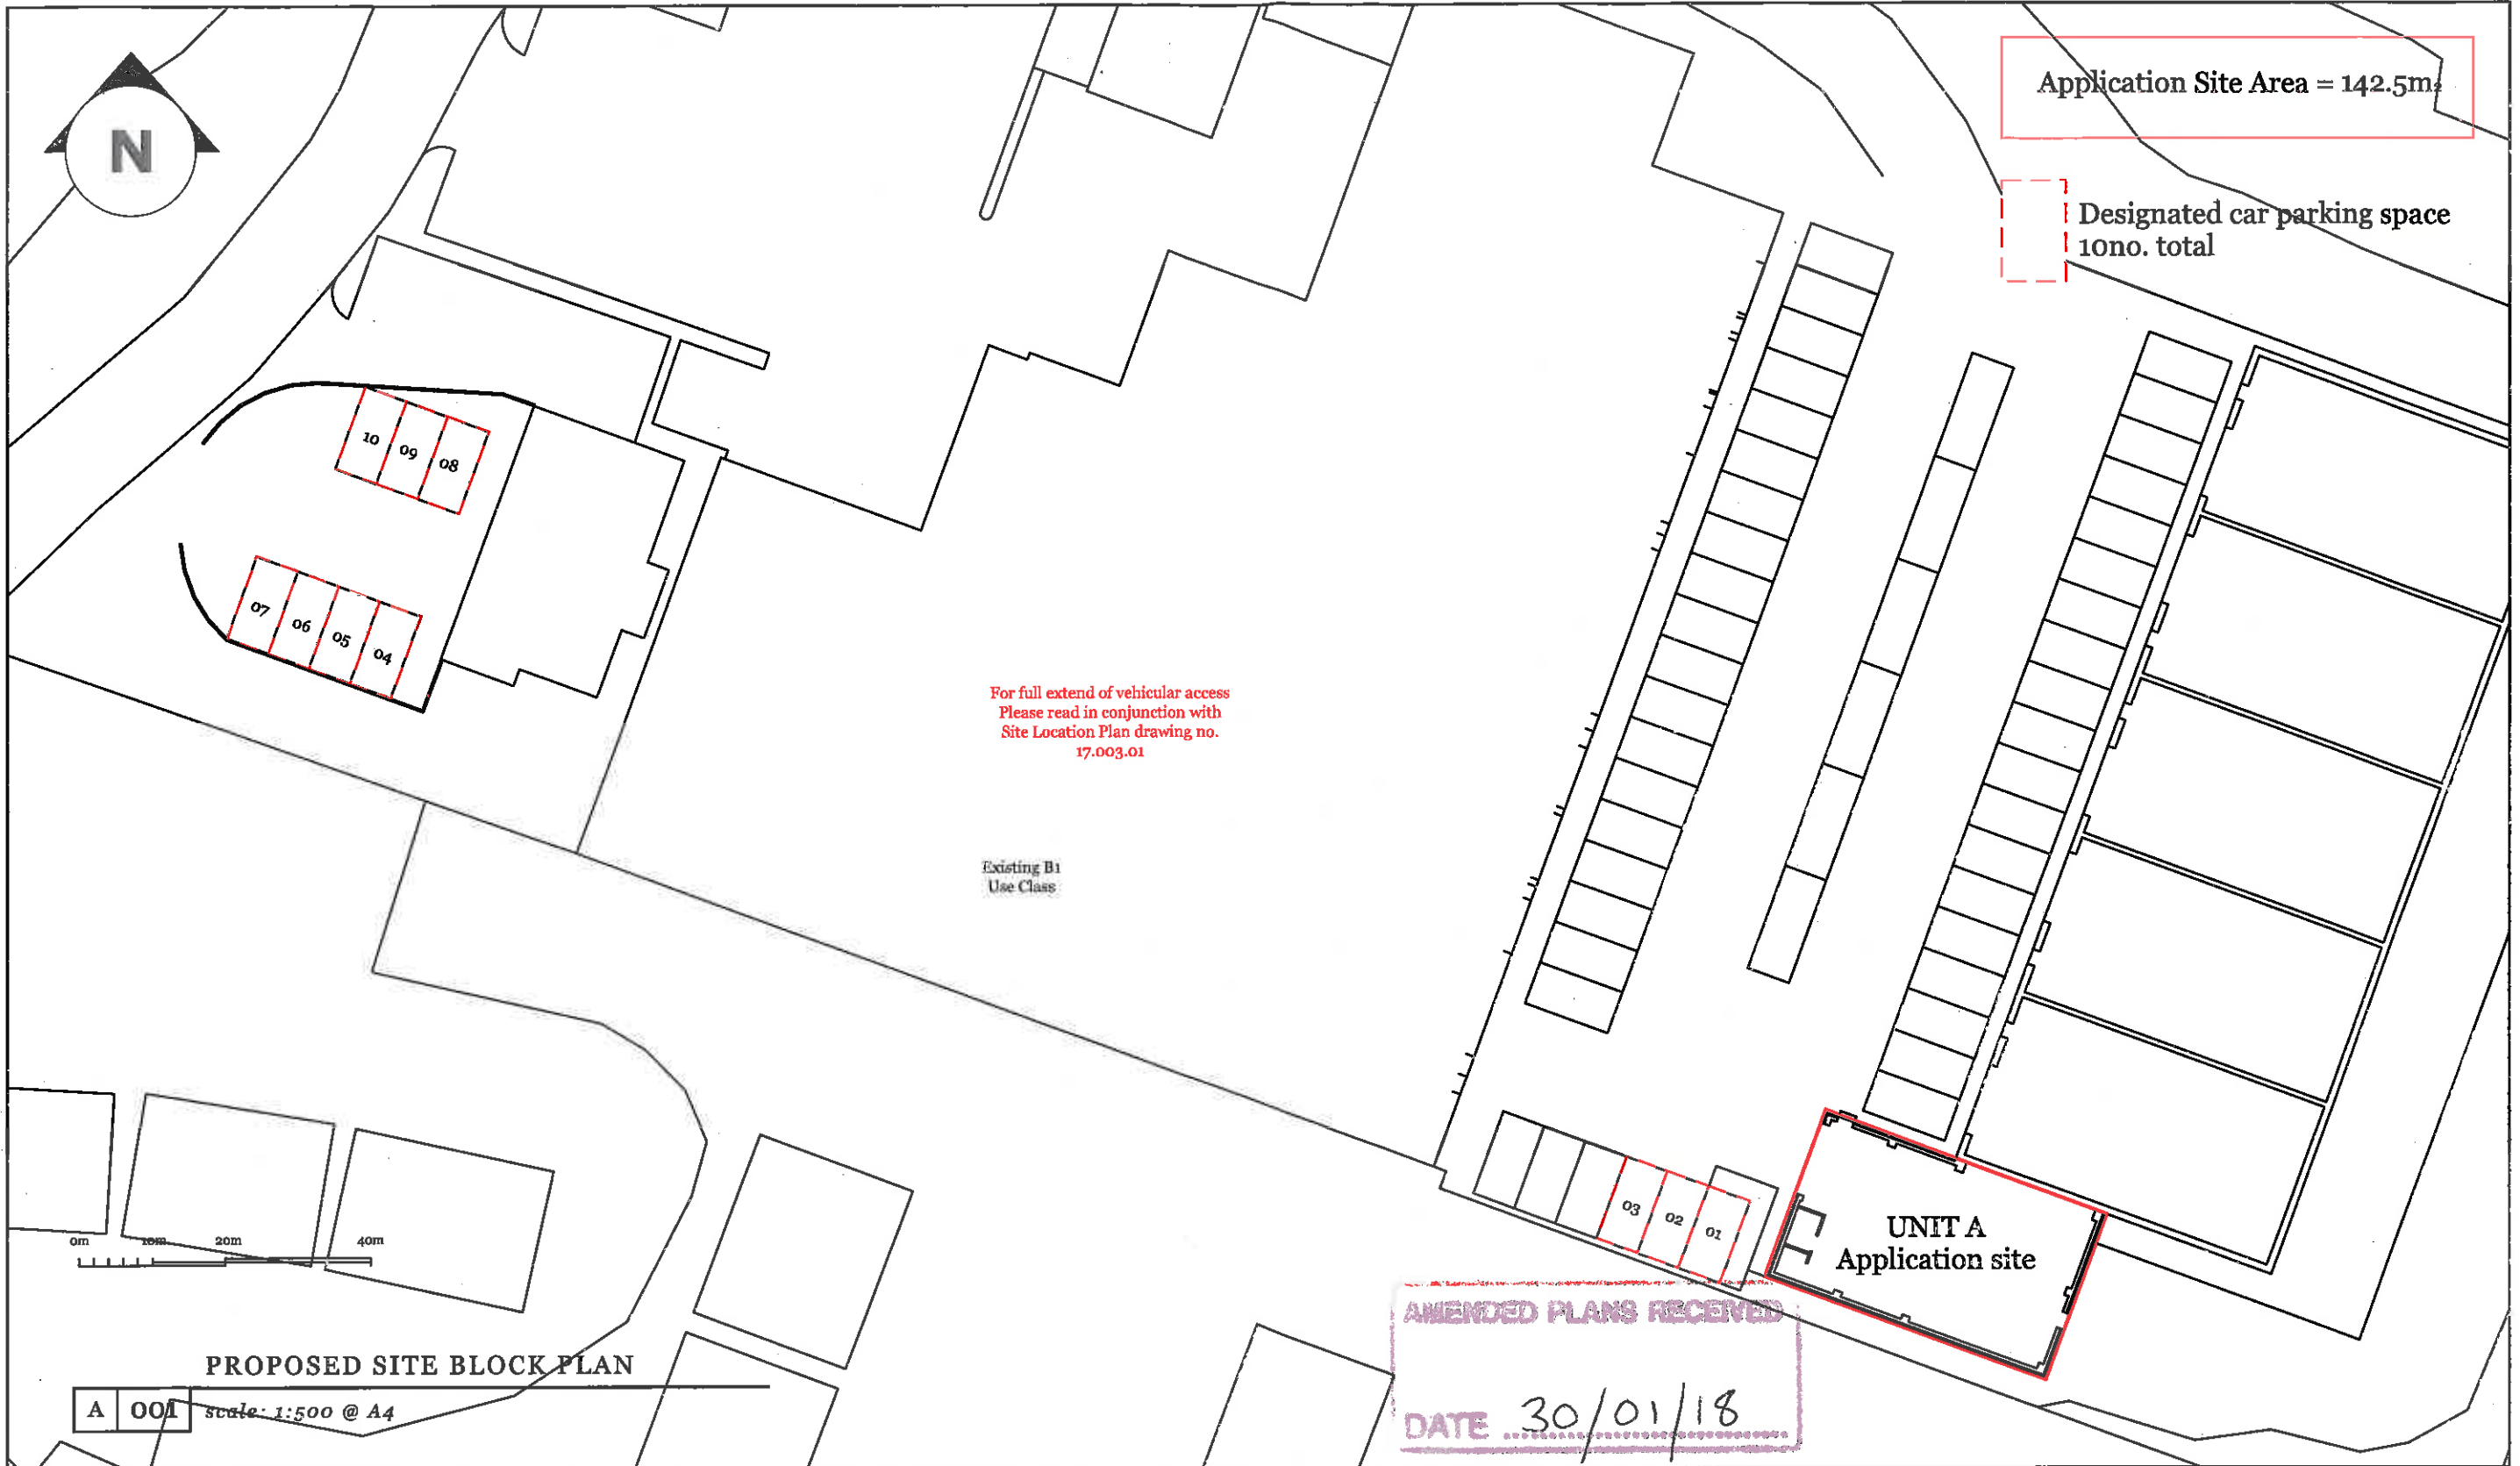 N
Application Site Area = 142.5m²
Designated car parking space
10no. total
10
09
08
07
06
05
04
For full extend of vehicular access
Please read in conjunction with
Site Location Plan drawing no.
17.003.01
Existing B1
Use Class
03
02
01
UNIT A
Application site
0m 10m 20m 40m
AMENDED PLANS RECEIVED
DATE 30/01/18
PROPOSED SITE BLOCK PLAN
A 001 scale: 1:500 @ A4